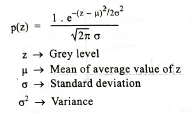 p(z) = 1 . e^-(z - μ)²/2σ² / √2π σ
z → Grey level
μ → Mean of average value of z
σ → Standard deviation
σ² → Variance